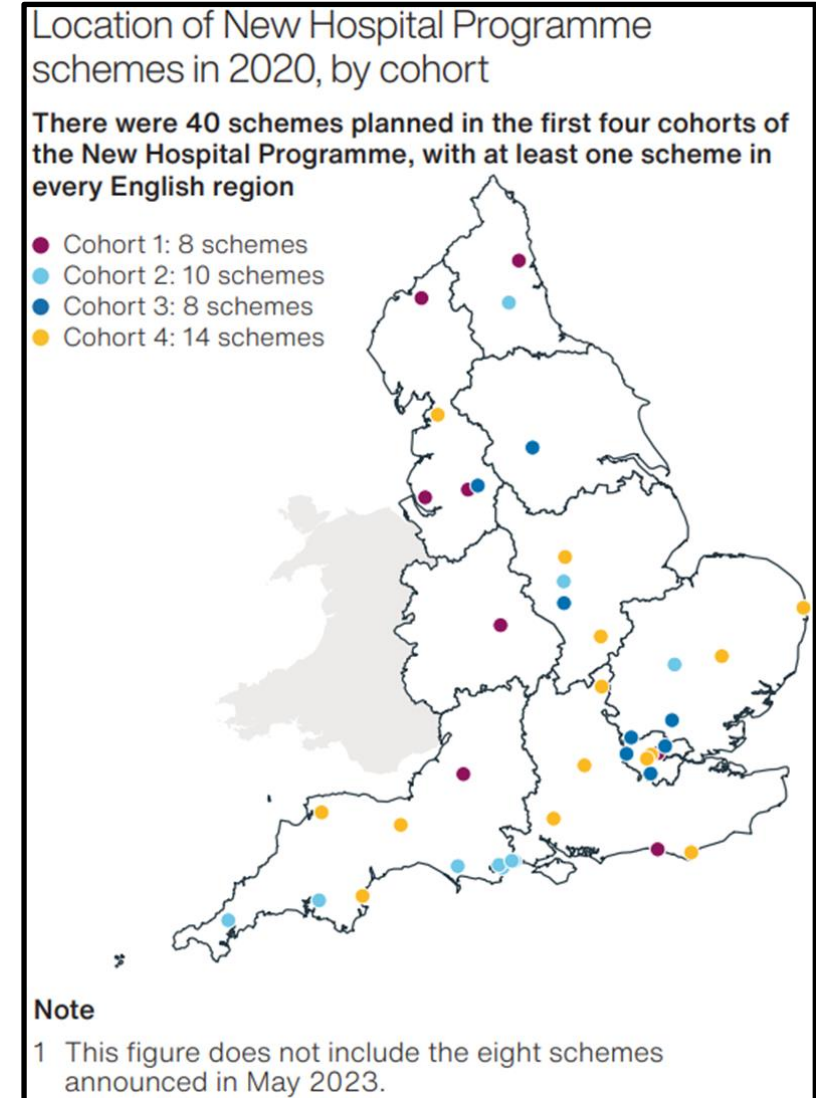 Location of New Hospital Programme
schemes in 2020, by cohort
There were 40 schemes planned in the first four cohorts of
the New Hospital Programme, with at least one scheme in
every English region
Cohort 1: 8 schemes
Cohort 2: 10 schemes
Cohort 3: 8 schemes
Cohort 4: 14 schemes
Note
1 This figure does not include the eight schemes
announced in May 2023.